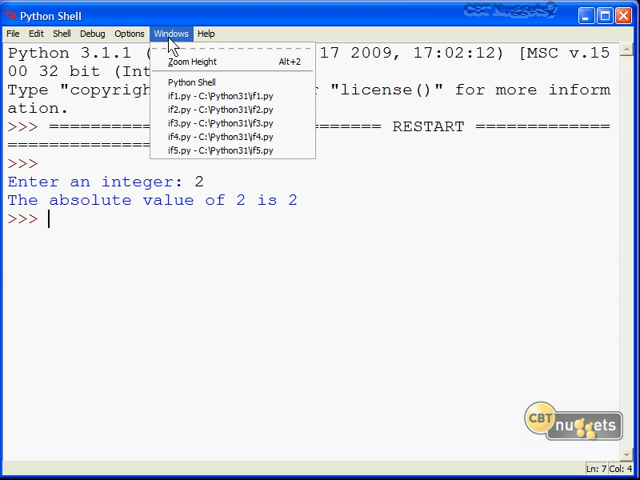 Python Shell
CBT Nuggets
File Edit Shell Debug Options Windows Help
Python 3.1.1 ( 17 2009, 17:02:12) [MSC v.15
00 32 bit (Int
Type "copyrigh r "license()" for more inform
ation.
Zoom Height Alt+2
Python Shell
if1.py - C:\Python31\if1.py
if2.py - C:\Python31\if2.py
if3.py - C:\Python31\if3.py
if4.py - C:\Python31\if4.py
if5.py - C:\Python31\if5.py
>>> ========== ======== RESTART =============
==============
>>>
Enter an integer: 2
The absolute value of 2 is 2
>>>
CBT nuggets
Ln: 7 Col: 4